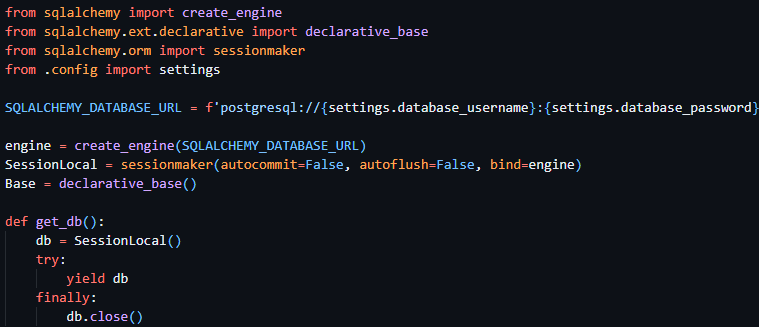 from sqlalchemy import create_engine
from sqlalchemy.ext.declarative import declarative_base
from sqlalchemy.orm import sessionmaker
from .config import settings
SQLALCHEMY_DATABASE_URL = f'postgresql://{settings.database_username}:{settings.database_password}
engine = create_engine(SQLALCHEMY_DATABASE_URL)
SessionLocal = sessionmaker(autocommit=False, autoflush=False, bind=engine)
Base = declarative_base()
def get_db():
    db = SessionLocal()
    try:
        yield db
    finally:
        db.close()